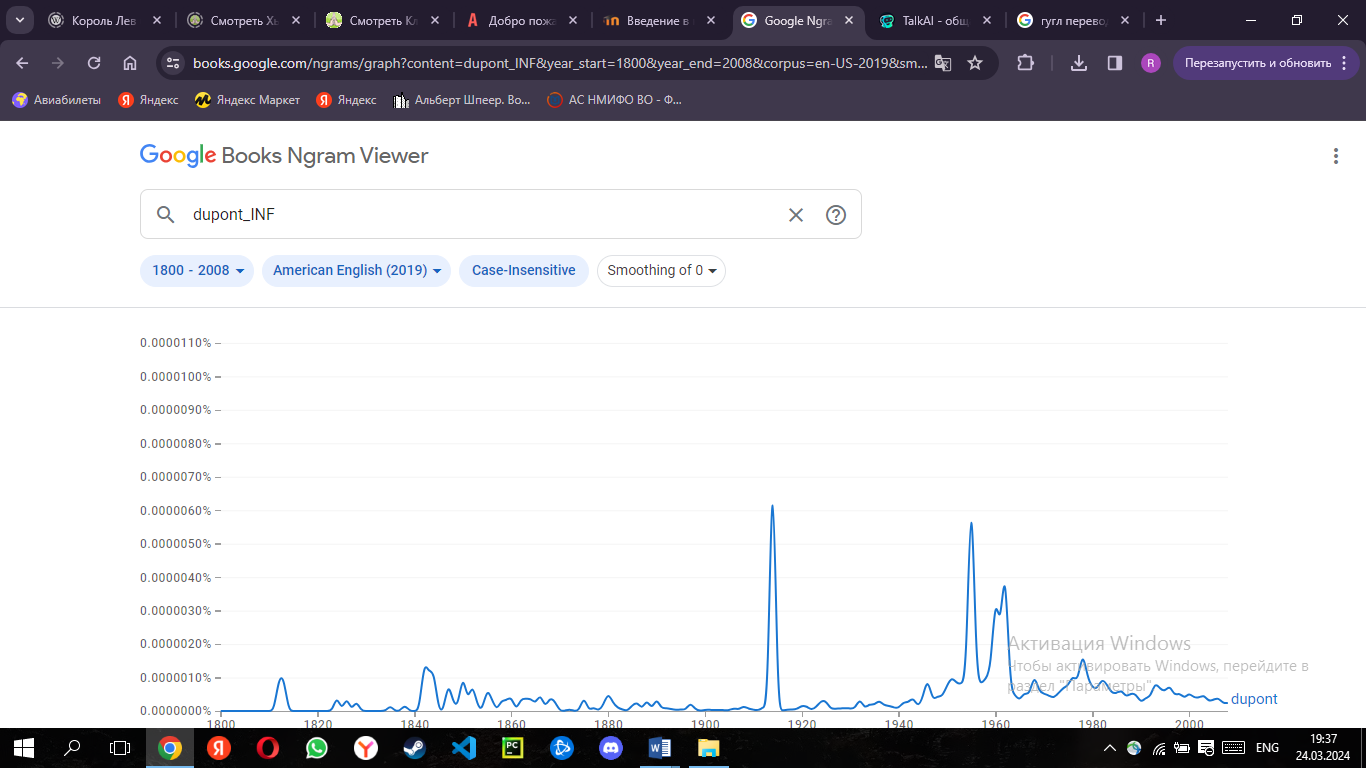 Король Лев
Смотреть Хь
Смотреть Кл
Добро пожа
Введение в
Google Ngra
TalkAI - общ
гугл перево
books.google.com/ngrams/graph?content=dupont_INF&year_start=1800&year_end=2008&corpus=en-US-2019&sm...
R
Перезапустить и обновить
Авиабилеты
Яндекс
Яндекс Маркет
Яндекс
Альберт Шпеер. Во...
АС НМИФО ВО - Ф...
Google Books Ngram Viewer
dupont_INF
1800 - 2008
American English (2019)
Case-Insensitive
Smoothing of 0
0.0000110%
0.0000100%
0.0000090%
0.0000080%
0.0000070%
0.0000060%
0.0000050%
0.0000040%
0.0000030%
0.0000020%
0.0000010%
0.0000000%
Активация Windows
Чтобы активировать Windows, перейдите в
раздел "Параметры".
dupont
1800 1820 1840 1860 1880 1900 1920 1940 1960 1980 2000
ENG
19:37
24.03.2024